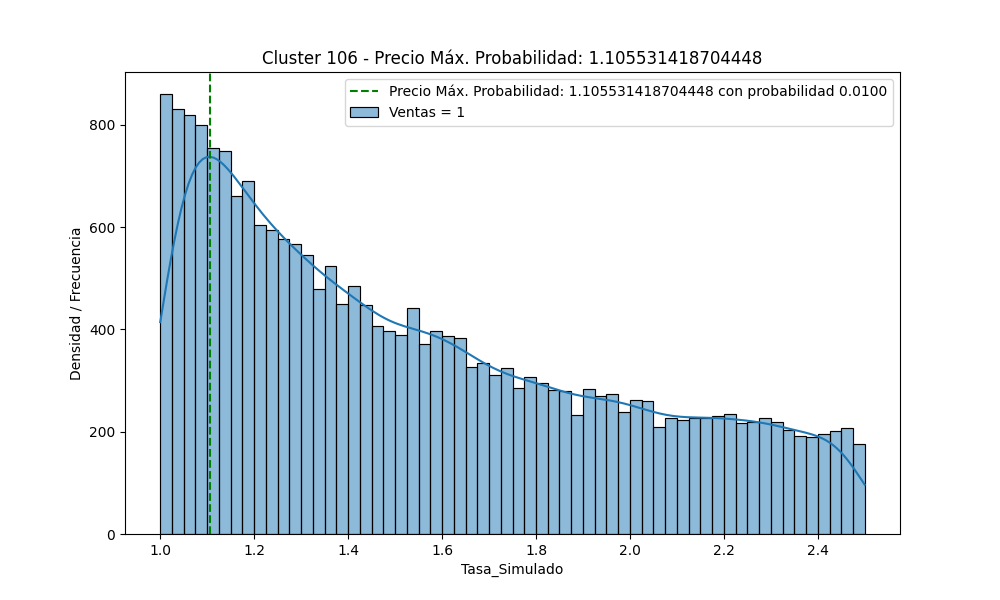 Cluster 106 - Precio Máx. Probabilidad: 1.105531418704448
Precio Máx. Probabilidad: 1.105531418704448 con probabilidad 0.0100
Ventas = 1
Densidad / Frecuencia
800
600
400
200
0
1.0 1.2 1.4 1.6 1.8 2.0 2.2 2.4
Tasa_Simulado